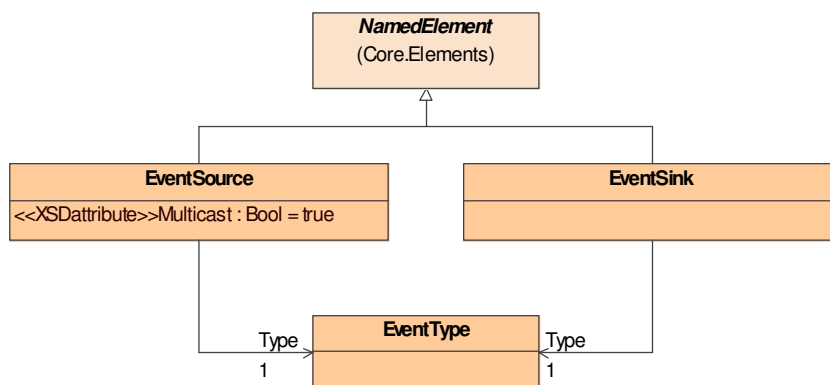 NamedElement
(Core.Elements)
EventSource
<<XSDattribute>>Multicast : Bool = true
EventSink
Type
1
EventType
Type
1